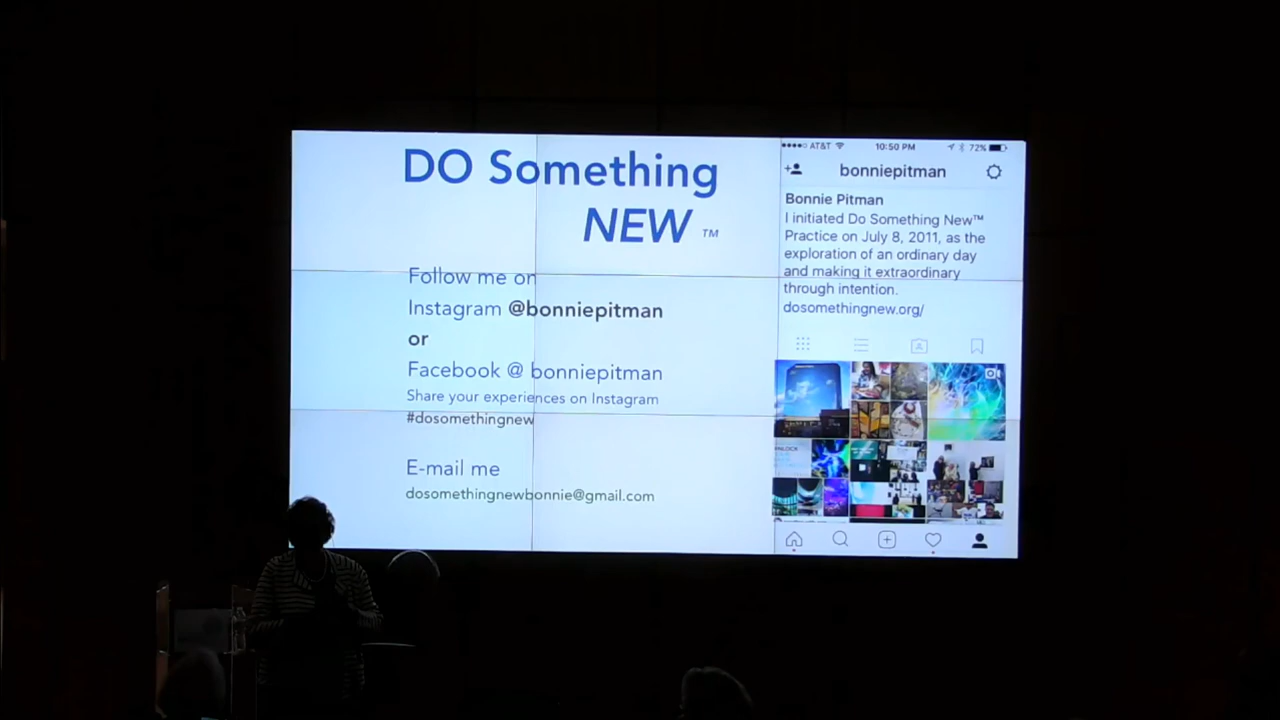 DO Something
NEW ™
Follow me on
Instagram @bonniepitman
or
Facebook @ bonniepitman
Share your experiences on Instagram
#dosomethingnew
E-mail me
dosomethingnewbonnie@gmail.com
AT&T 10:50 PM 72%
bonniepitman
Bonnie Pitman
I initiated Do Something New™
Practice on July 8, 2011, as the
exploration of an ordinary day
and making it extraordinary
through intention.
dosomethingnew.org/